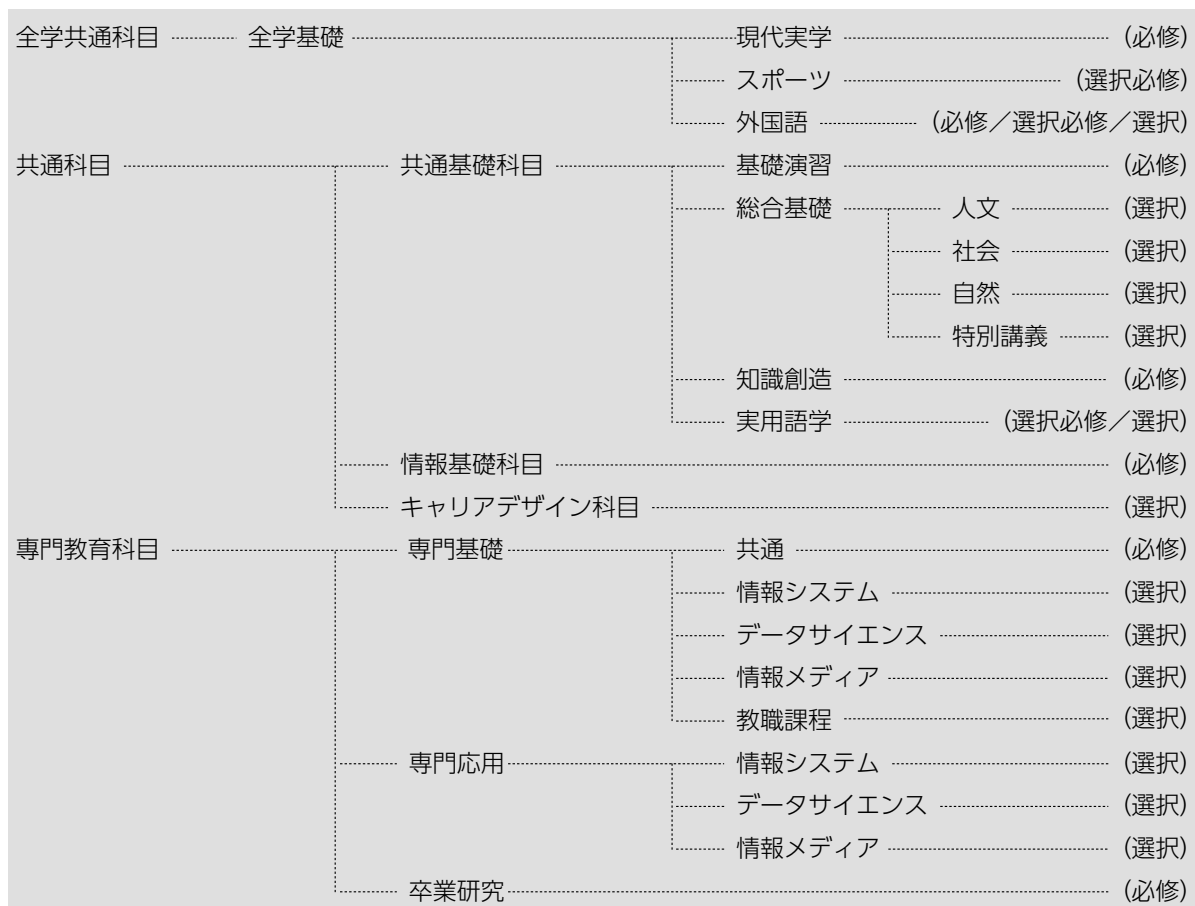 全学共通科目 全学基礎 現代実学 (必修)
スポーツ (選択必修)
外国語 (必修／選択必修／選択)
共通科目 共通基礎科目 基礎演習 (必修)
総合基礎 人文 (選択)
社会 (選択)
自然 (選択)
特別講義 (選択)
知識創造 (必修)
実用語学 (選択必修／選択)
情報基礎科目 (必修)
キャリアデザイン科目 (選択)
専門教育科目 専門基礎 共通 (必修)
情報システム (選択)
データサイエンス (選択)
情報メディア (選択)
教職課程 (選択)
専門応用 情報システム (選択)
データサイエンス (選択)
情報メディア (選択)
卒業研究 (必修)